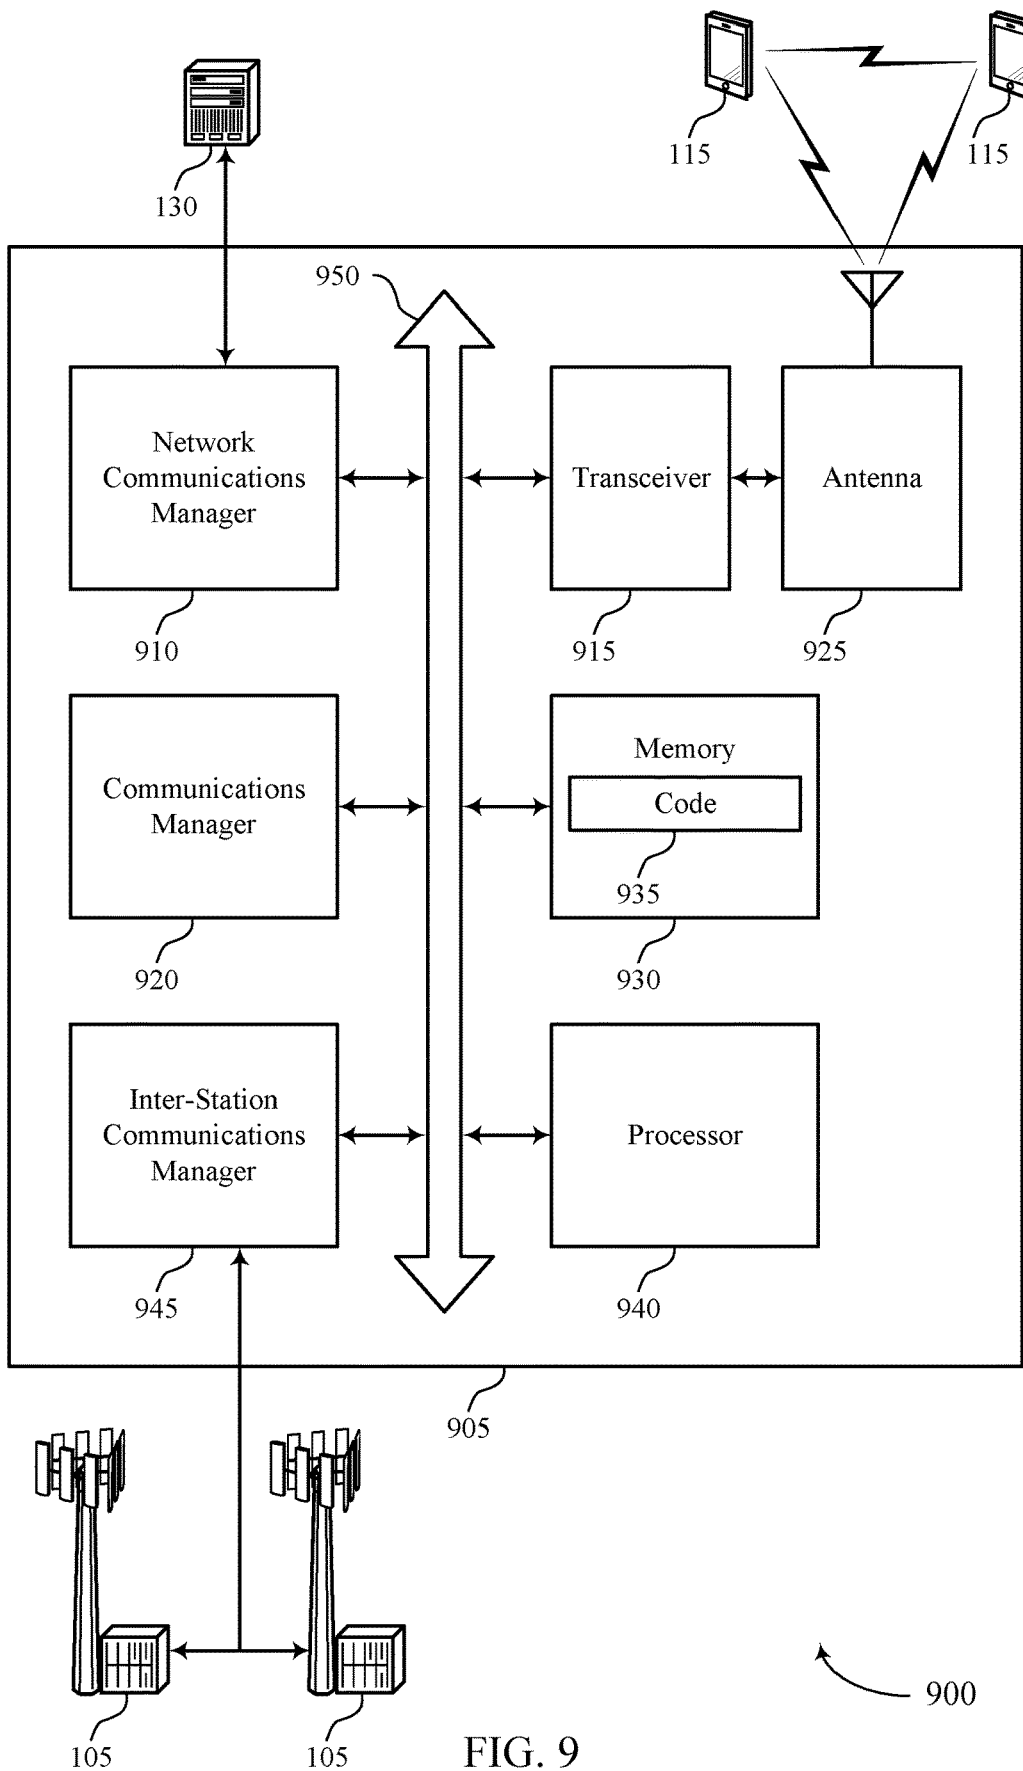 115
115
130
950
Network
Communications
Manager
Transceiver
Antenna
910
915
925
Communications
Manager
Memory
Code
935
920
930
Inter-Station
Communications
Manager
Processor
945
940
905
900
105
105
FIG. 9